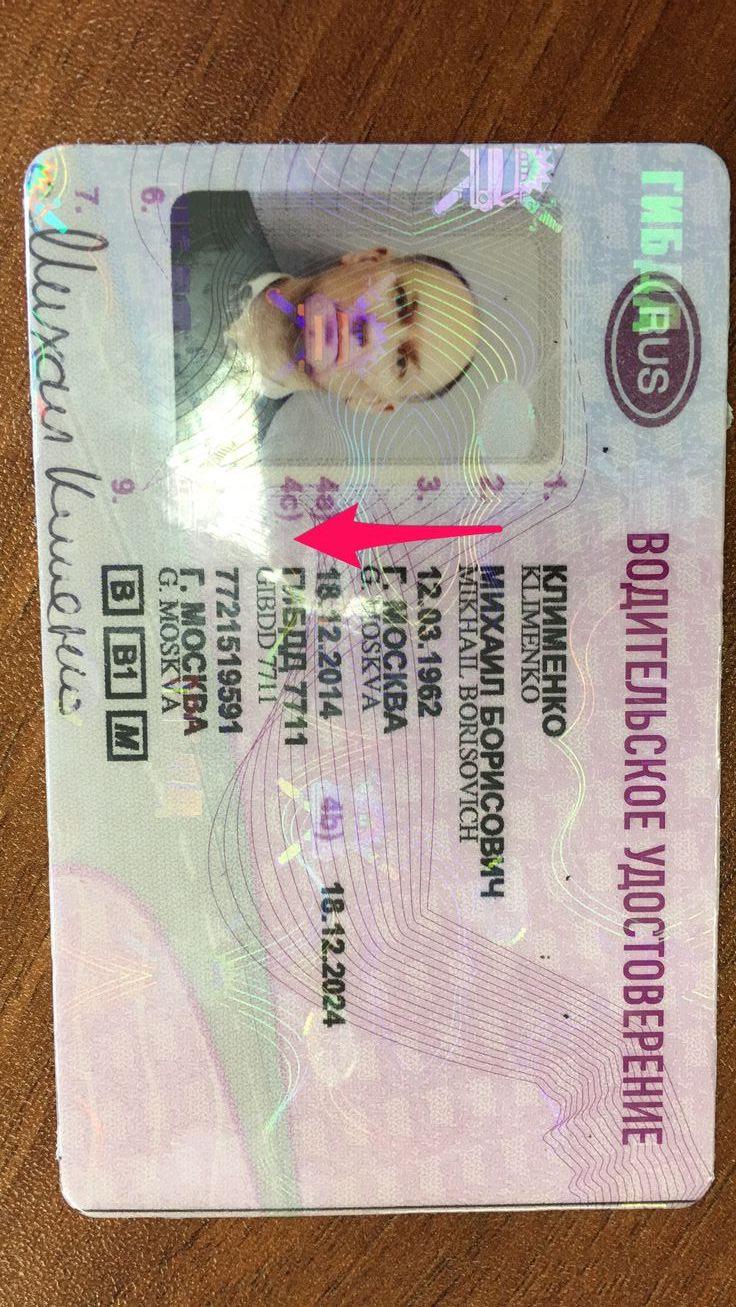 ВОДИТЕЛЬСКОЕ УДОСТОВЕРЕНИЕ
ГИБДД
RUS
1. КЛИМЕНКО
KLIMENKO
2. МИХАИЛ БОРИСОВИЧ
MIKHAIL BORISOVICH
3. 12.03.1962
Г. МОСКВА
G. MOSKVA
4a) 18.12.2014 4b) 18.12.2024
4c) ГИБДД 7711
GIBDD 7711
7721519591
Г. МОСКВА
G. MOSKVA
6.
9. B B1 M
7. Михаил Клименко